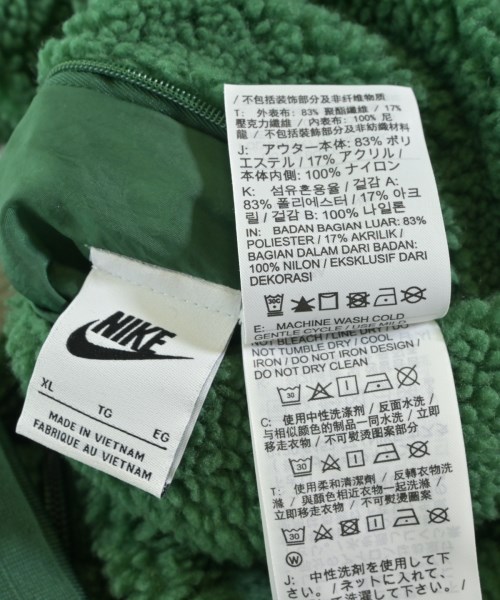 NIKE
XL
TG
EG
MADE IN VIETNAM
FABRIQUE AU VIETNAM
/ 不包括装饰部分及非纤维物质
T: 外表布: 83% 聚酯纖維 / 17%
壓克力纖維 / 內表布: 100% 尼
龍 / 不包括裝飾部分及非紡織材料
J: アウター本体: 83% ポリ
エステル / 17% アクリル /
本体内側: 100% ナイロン
K: 섬유혼용율 / 겉감 A:
83% 폴리에스터 / 17% 아크
릴 / 겉감 B: 100% 나일론
IN: BADAN BAGIAN LUAR: 83%
POLIESTER / 17% AKRILIK /
BAGIAN DALAM DARI BADAN:
100% NILON / EKSKLUSIF DARI
DEKORASI
E: MACHINE WASH COLD,
GENTLE CYCLE / USE MILD
NOT BLEACH / LINE DRY / DO
NOT TUMBLE DRY / COOL
IRON / DO NOT IRON DESIGN /
DO NOT DRY CLEAN
30
C: 使用中性洗涤剂 / 反面水洗 /
与相似颜色的制品一同水洗 / 立即
移走衣物 / 不可熨烫图案部分
30
T: 使用柔和清潔劑 / 反轉衣物洗
滌 / 與顏色相近衣物一起洗滌 /
立即移走衣物 / 不可熨燙圖案
30
W
J: 中性洗剤を使用して下
さい。/ ネットに入れて、